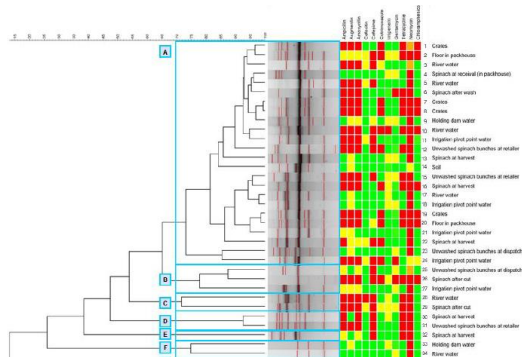 Ampicillin
Augmentin
Amoxycillin
Cefoxitin
Cefepime
Cotrimoxazole
Imipenem
Gentamycin
Tetracycline
Neomycin
Chloramphenicol
A
1 Crates
2 Floor in packhouse
3 River water
4 Spinach at receival (in packhouse)
5 River water
6 Spinach after wash
7 Crates
8 Crates
9 Holding dam water
10 River water
11 Irrigation pivot point water
12 Unwashed spinach bunches at retailer
13 Spinach at harvest
14 Soil
15 Unwashed spinach bunches at retailer
16 Spinach at harvest
17 River water
18 Irrigation pivot point water
19 Crates
20 Floor in packhouse
21 Irrigation pivot point water
22 Spinach at harvest
23 Unwashed spinach bunches at dispatch
24 Irrigation pivot point water
B
25 Unwashed spinach bunches at dispatch
26 Spinach after cut
27 Irrigation pivot point water
C
28 River water
29 Spinach after cut
D
30 Spinach at harvest
31 Unwashed spinach bunches at retailer
E
32 Spinach at harvest
F
33 Holding dam water
34 River water